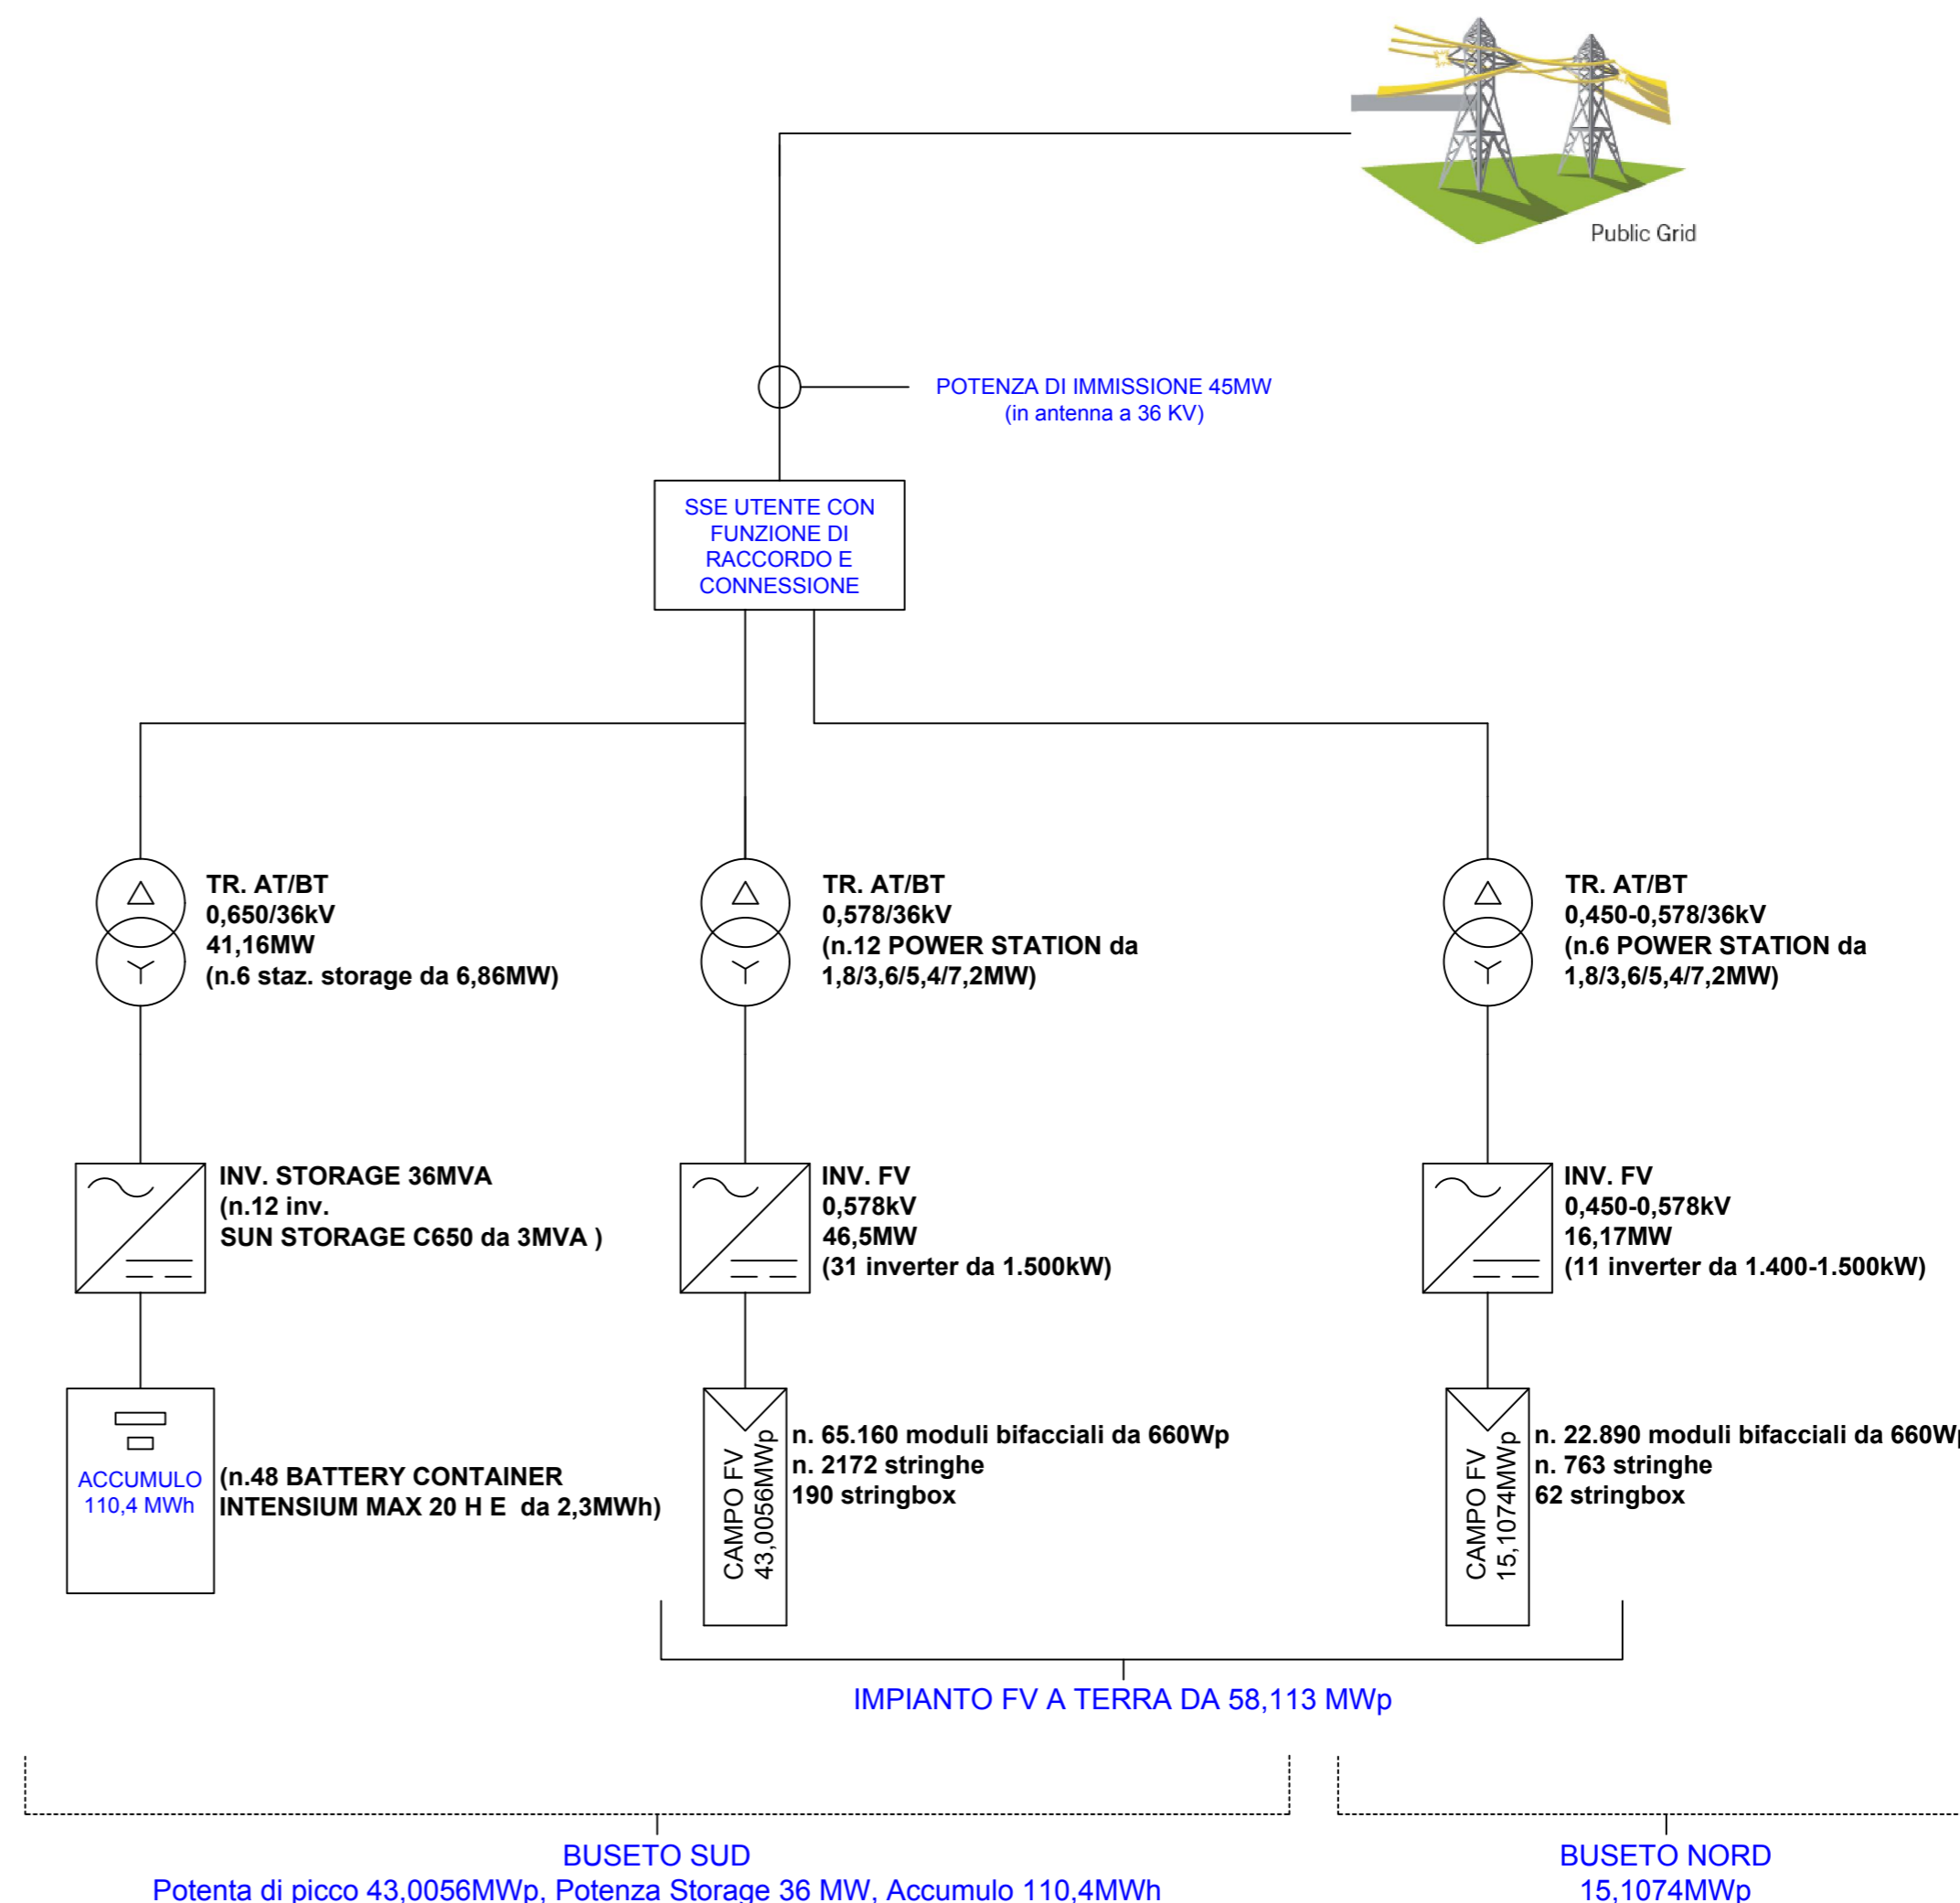 Public Grid
POTENZA DI IMMISSIONE 45MW
(in antenna a 36 KV)
SSE UTENTE CON
FUNZIONE DI
RACCORDO E
CONNESSIONE
TR. AT/BT
0,650/36kV
41,16MW
(n.6 staz. storage da 6,86MW)
TR. AT/BT
0,578/36kV
(n.12 POWER STATION da
1,8/3,6/5,4/7,2MW)
TR. AT/BT
0,450-0,578/36kV
(n.6 POWER STATION da
1,8/3,6/5,4/7,2MW)
INV. STORAGE 36MVA
(n.12 inv.
SUN STORAGE C650 da 3MVA )
INV. FV
0,578kV
46,5MW
(31 inverter da 1.500kW)
INV. FV
0,450-0,578kV
16,17MW
(11 inverter da 1.400-1.500kW)
ACCUMULO
110,4 MWh
(n.48 BATTERY CONTAINER
INTENSIUM MAX 20 H E da 2,3MWh)
CAMPO FV
43,0056MWp
n. 65.160 moduli bifacciali da 660Wp
n. 2172 stringhe
190 stringbox
CAMPO FV
15,1074MWp
n. 22.890 moduli bifacciali da 660Wp
n. 763 stringhe
62 stringbox
IMPIANTO FV A TERRA DA 58,113 MWp
BUSETO SUD
Potenta di picco 43,0056MWp, Potenza Storage 36 MW, Accumulo 110,4MWh
BUSETO NORD
15,1074MWp